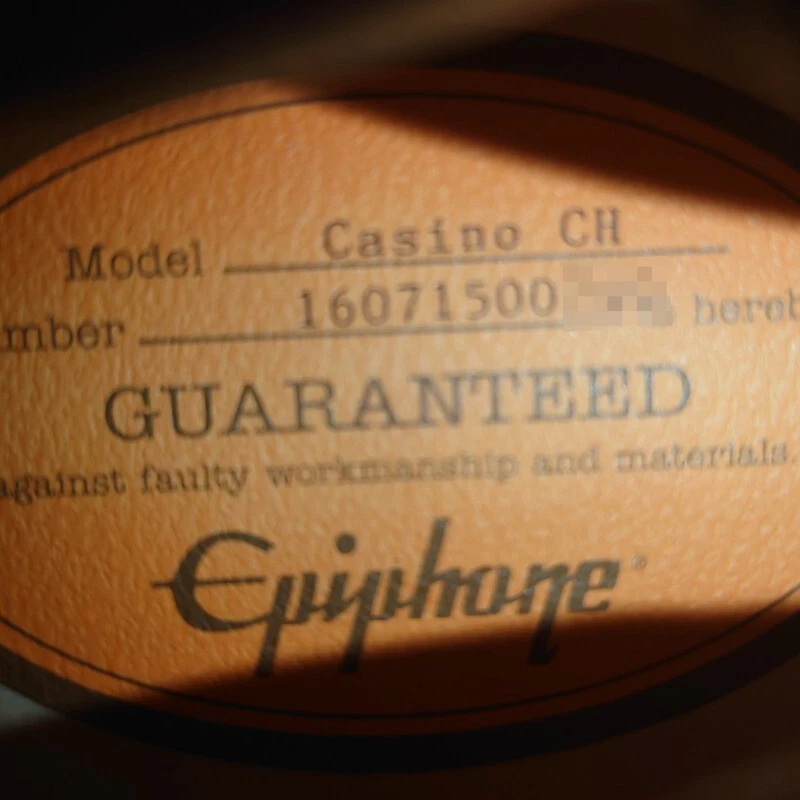 Model Casino CH
mber 16071500 hereb
GUARANTEED
against faulty workmanship and materials.
Epiphone